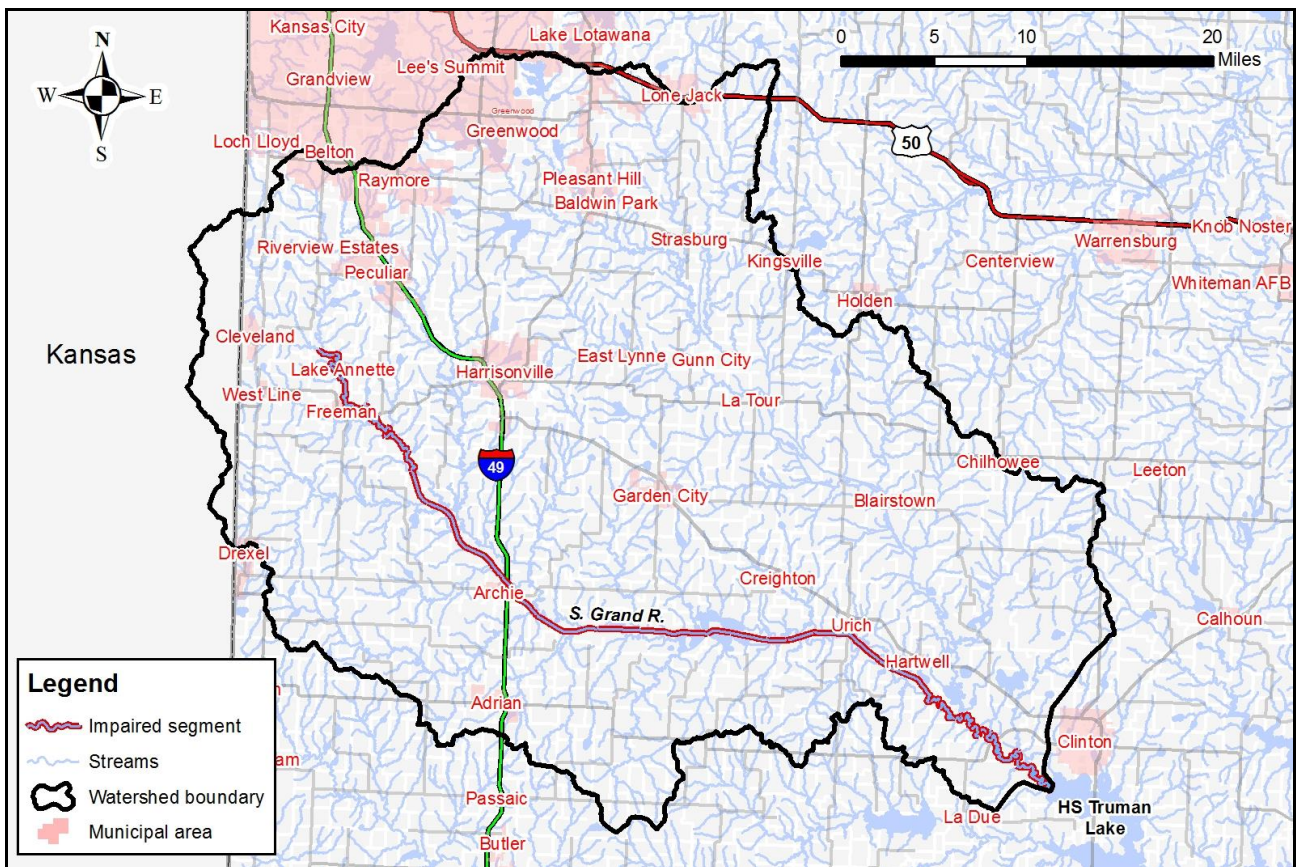 Kansas City
Lake Lotawana
N
W
E
S
0
5
10
20
Miles
Grandview
Lee's Summit
Lone Jack
Greenwood
Greenwood
50
Loch Lloyd
Belton
Raymore
Pleasant Hill
Baldwin Park
Riverview Estates
Strasburg
Kingsville
Centerview
Warrensburg
Knob Noster
Whiteman AFB
Peculiar
Holden
Kansas
Cleveland
Lake Annette
Harrisonville
East Lynne
Gunn City
West Line
Freeman
La Tour
49
Garden City
Chilhowee
Leeton
Blairstown
Drexel
Archie
Creighton
S. Grand R.
Urich
Calhoun
Hartwell
Adrian
Clinton
Passaic
La Due
HS Truman
Lake
Butler
Legend
Impaired segment
Streams
Watershed boundary
Municipal area